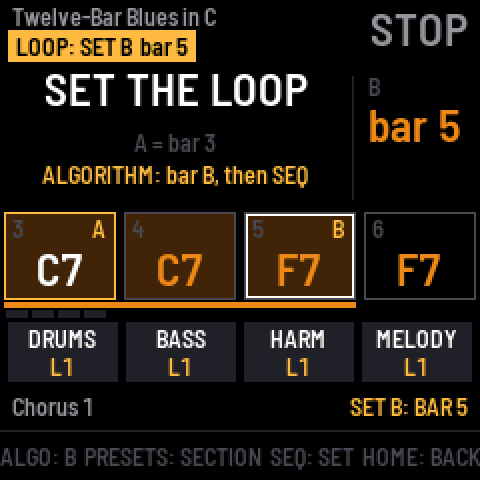 Twelve-Bar Blues in C
STOP
LOOP: SET B bar 5
SET THE LOOP
B
bar 5
A = bar 3
ALGORITHM: bar B, then SEQ
3 A
C7
4
C7
5 B
F7
6
F7
DRUMS
L1
BASS
L1
HARM
L1
MELODY
L1
Chorus 1
SET B: BAR 5
ALGO: B PRESETS: SECTION SEQ: SET HOME: BACK